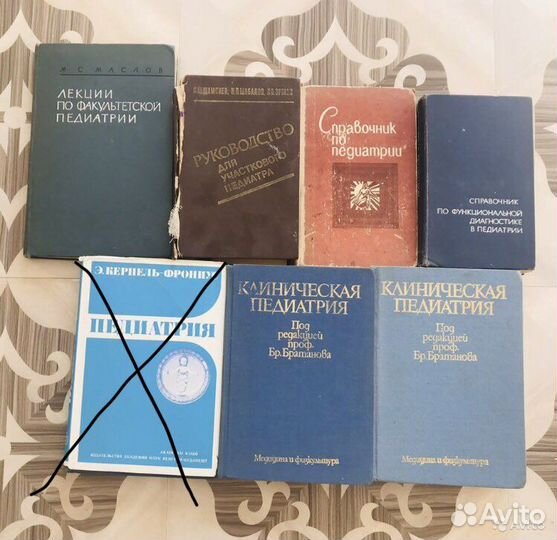 М. С. МАСЛОВ
ЛЕКЦИИ
ПО ФАКУЛЬТЕТСКОЙ
ПЕДИАТРИИ
РУКОВОДСТВО
ДЛЯ
УЧАСТКОВОГО
ПЕДИАТРА
Справочник
по
педиатрии
СПРАВОЧНИК
ПО ФУНКЦИОНАЛЬНОЙ
ДИАГНОСТИКЕ
В ПЕДИАТРИИ
Э. КЕРПЕЛЬ-ФРОНИУС
ПЕДИАТРИЯ
КЛИНИЧЕСКАЯ
ПЕДИАТРИЯ
Под
редакцией
проф.
Бр. Братанова
Медицина и физкультура
КЛИНИЧЕСКАЯ
ПЕДИАТРИЯ
Под
редакцией
проф.
Бр. Братанова
Медицина и физкультура
Avito